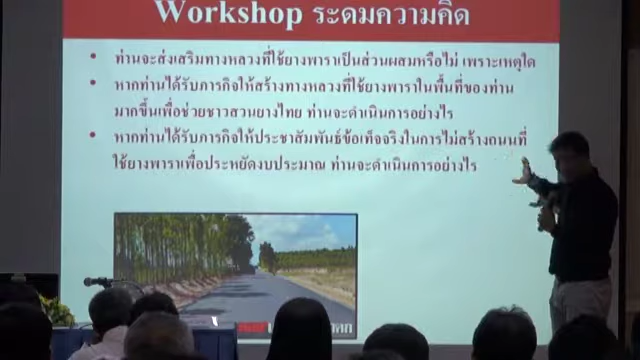 Workshop ระดมความคิด
• ท่านจะส่งเสริมทางหลวงที่ใช้ยางพาราเป็นส่วนผสมหรือไม่ เพราะเหตุใด
• หากท่านได้รับภารกิจให้สร้างทางหลวงที่ใช้ยางพาราในพื้นที่ของท่าน
มากขึ้นเพื่อช่วยชาวสวนยางไทย ท่านจะดำเนินการอย่างไร
• หากท่านได้รับภารกิจให้ประชาสัมพันธ์ข้อเท็จจริงในการไม่สร้างถนนที่
ใช้ยางพาราเพื่อประหยัดงบประมาณ ท่านจะดำเนินการอย่างไร